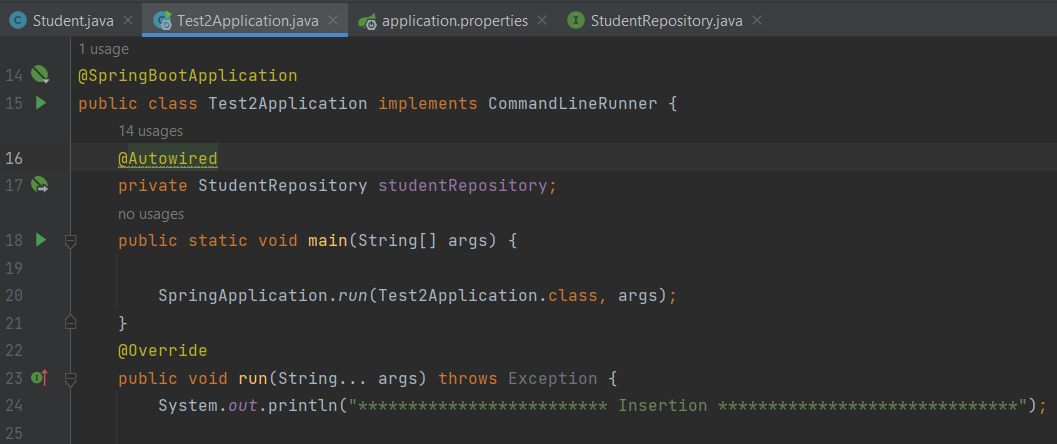 Student.java × Test2Application.java × application.properties × StudentRepository.java ×
1 usage
14 @SpringBootApplication
15 public class Test2Application implements CommandLineRunner {
14 usages
16 @Autowired
17 private StudentRepository studentRepository;
no usages
18 public static void main(String[] args) {
19
20 SpringApplication.run(Test2Application.class, args);
21 }
22 @Override
23 public void run(String... args) throws Exception {
24 System.out.println("************************* Insertion ******************************");
25